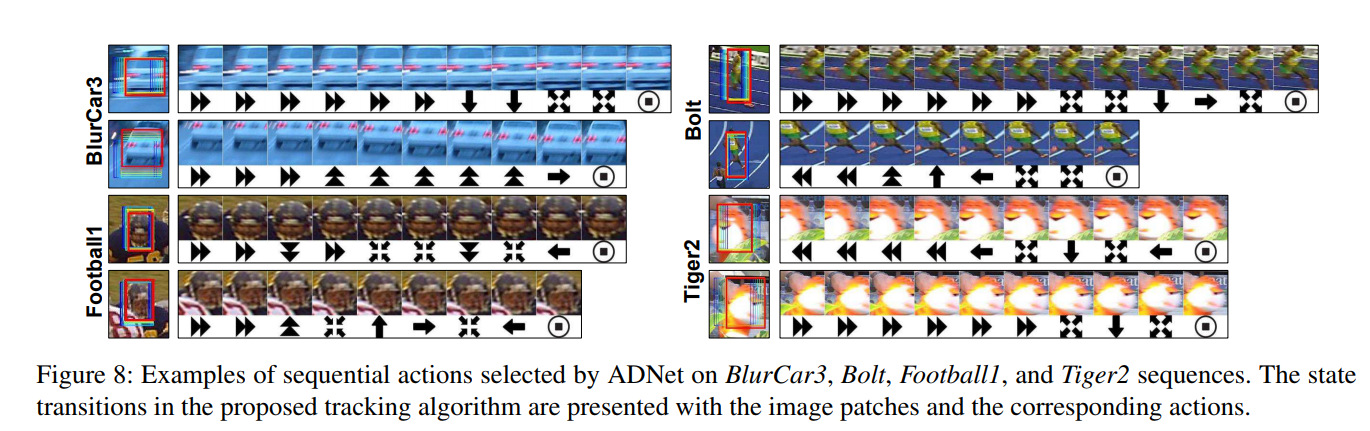 BlurCar3
Bolt
Football1
Tiger2
Figure 8: Examples of sequential actions selected by ADNet on BlurCar3, Bolt, Football1, and Tiger2 sequences. The state
transitions in the proposed tracking algorithm are presented with the image patches and the corresponding actions.